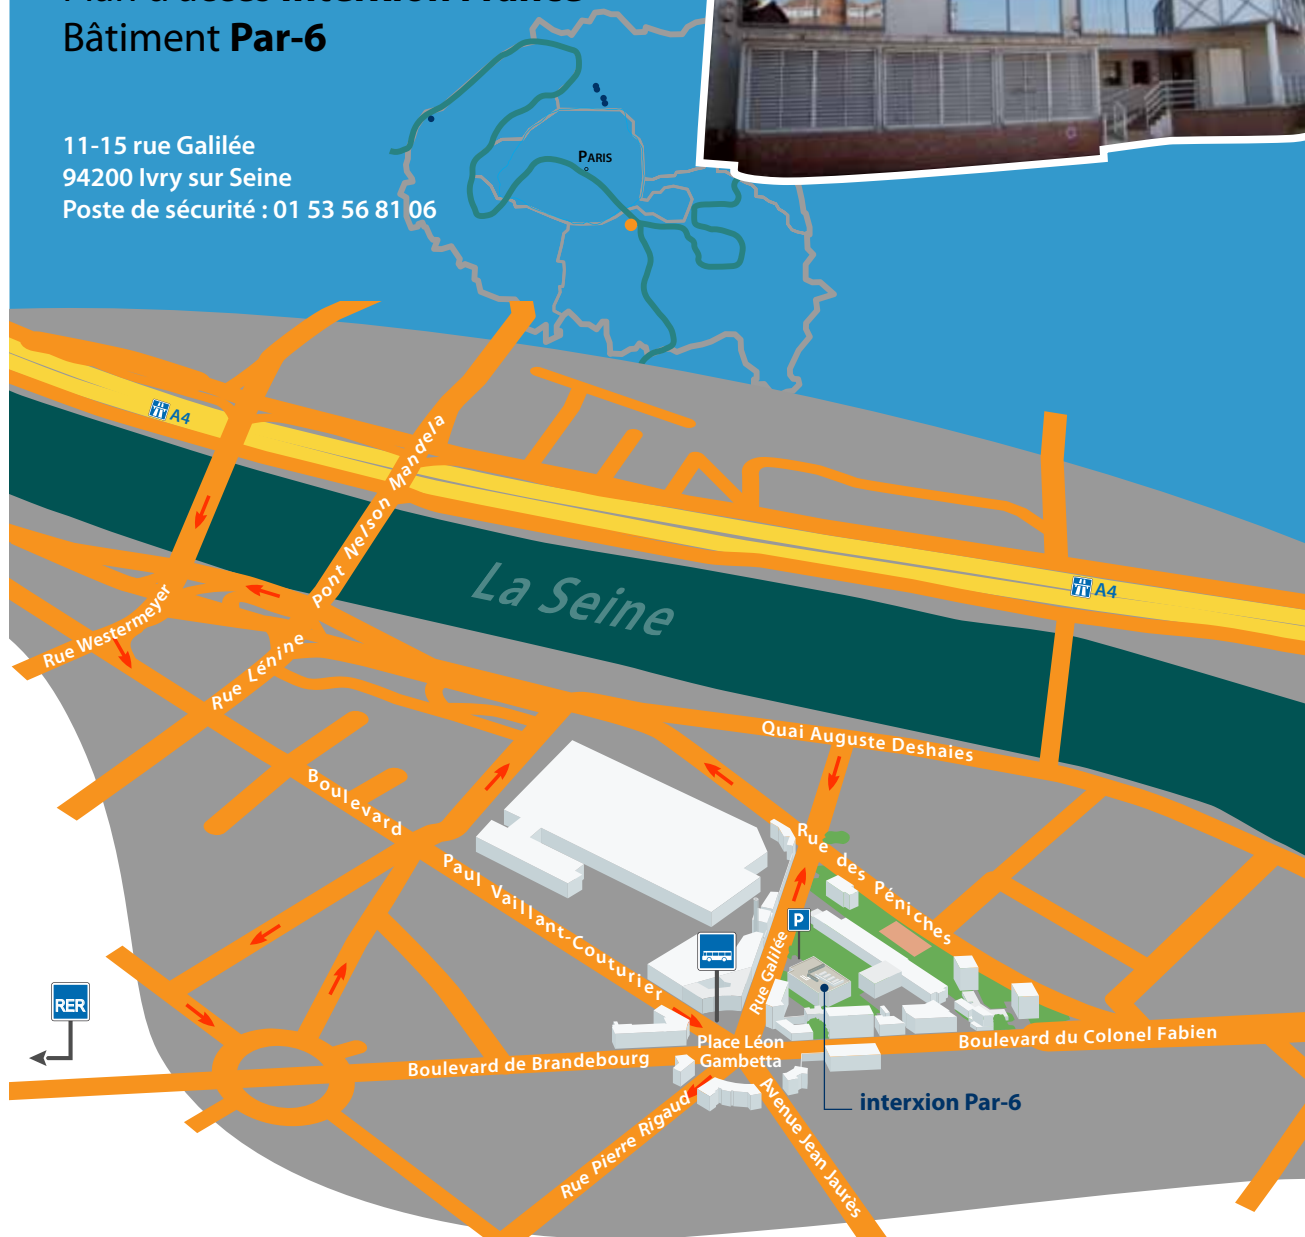 Bâtiment Par-6
11-15 rue Galilée
94200 Ivry sur Seine
Poste de sécurité : 01 53 56 81 06
PARIS
A4
Pont Nelson Mandela
La Seine
A4
Rue Westermeyer
Rue Lénine
Quai Auguste Deshaies
Boulevard
Paul Vaillant-Couturier
Rue des Péniches
P
Rue Galilée
RER
Place Léon
Gambetta
Boulevard du Colonel Fabien
Boulevard de Brandebourg
interxion Par-6
Rue Pierre Rigaud
Avenue Jean Jaurès